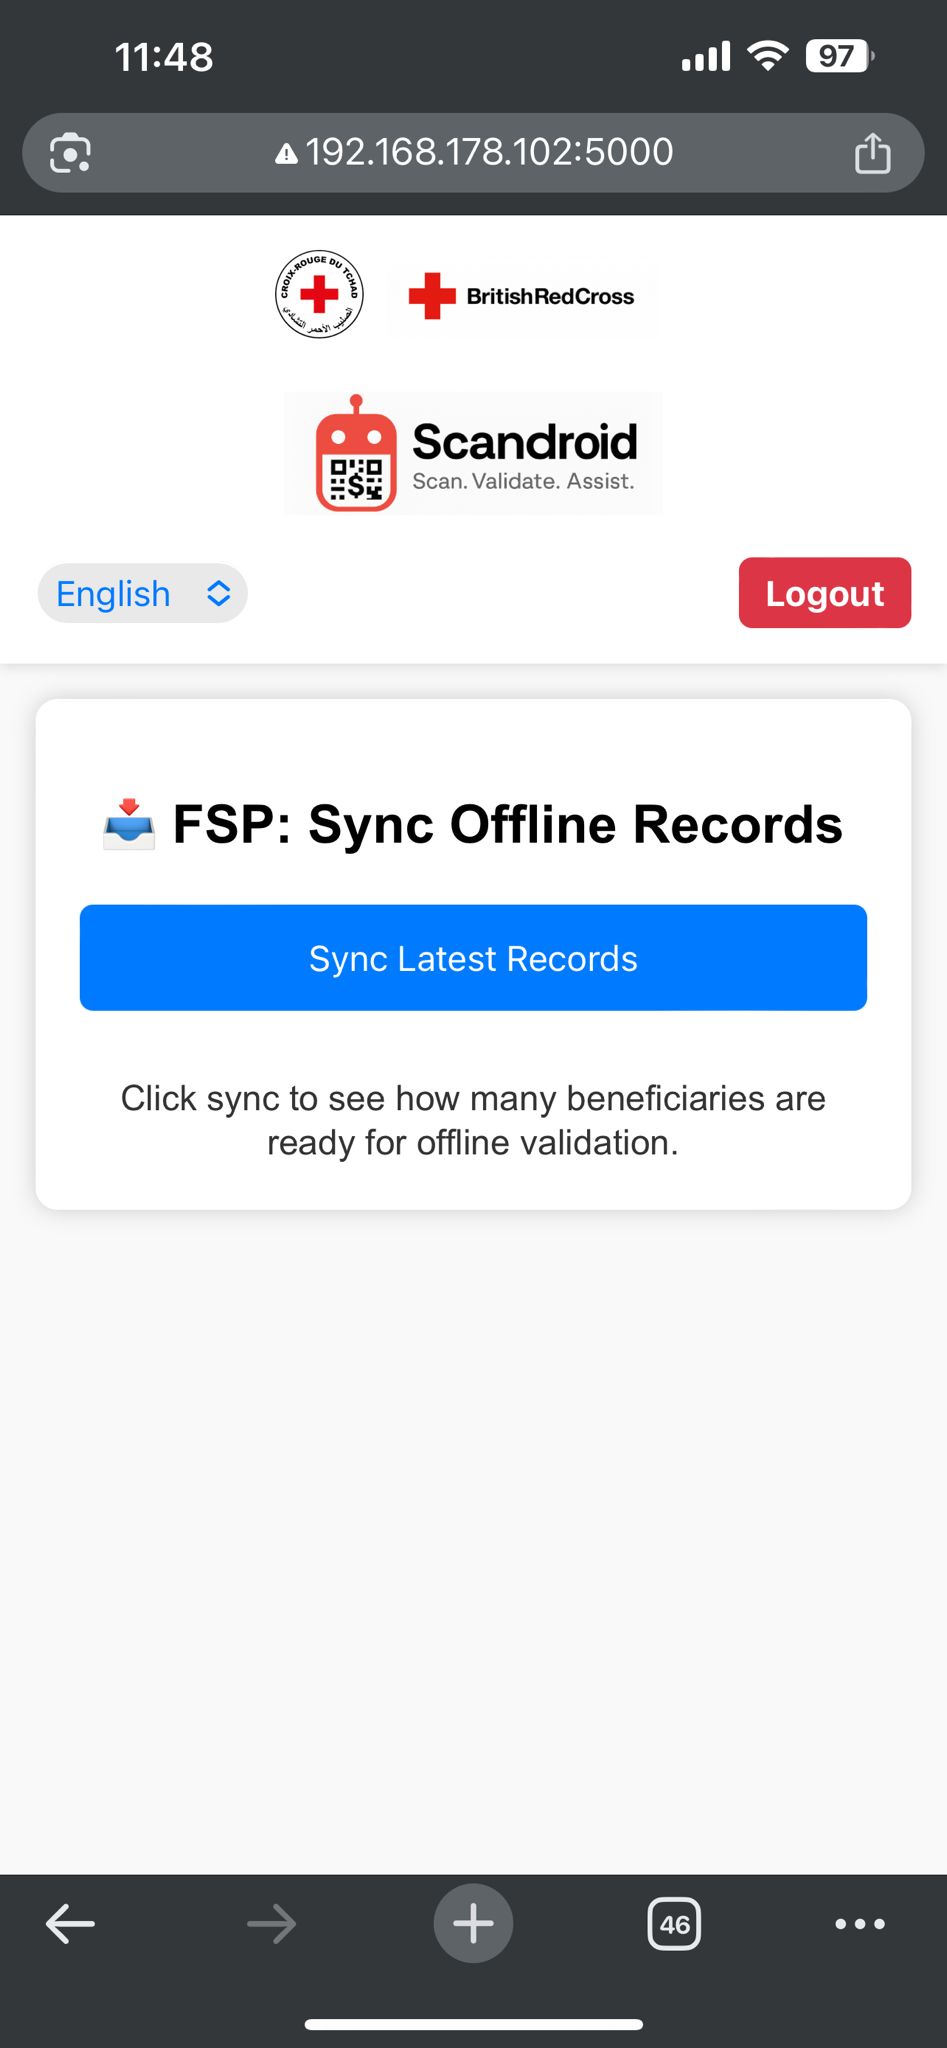 11:48
97
192.168.178.102:5000
CROIX-ROUGE DU TCHAD
الصليب الأحمر التشادي
BritishRedCross
Scandroid
Scan. Validate. Assist.
English
Logout
FSP: Sync Offline Records
Sync Latest Records
Click sync to see how many beneficiaries are
ready for offline validation.
46